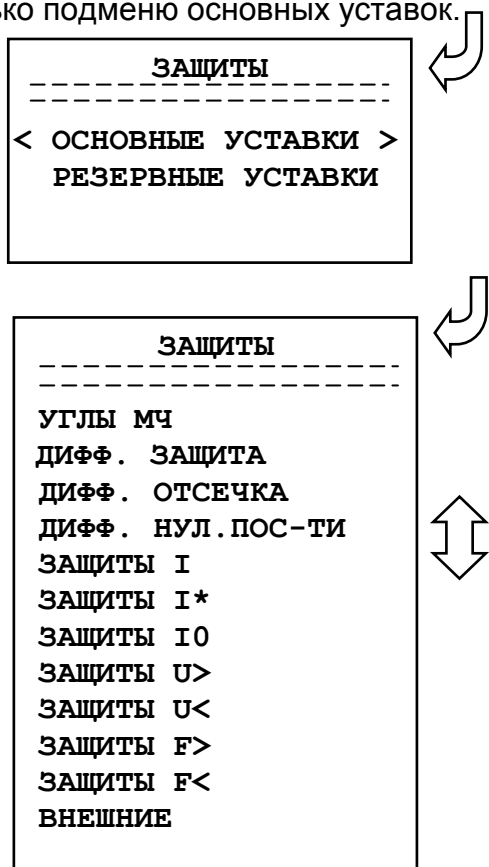 подменю основных уставок.
ЗАЩИТЫ
< ОСНОВНЫЕ УСТАВКИ >
РЕЗЕРВНЫЕ УСТАВКИ
ЗАЩИТЫ
УГЛЫ МЧ
ДИФФ. ЗАЩИТА
ДИФФ. ОТСЕЧКА
ДИФФ. НУЛ.ПОС-ТИ
ЗАЩИТЫ I
ЗАЩИТЫ I*
ЗАЩИТЫ I0
ЗАЩИТЫ U>
ЗАЩИТЫ U<
ЗАЩИТЫ F>
ЗАЩИТЫ F<
ВНЕШНИЕ